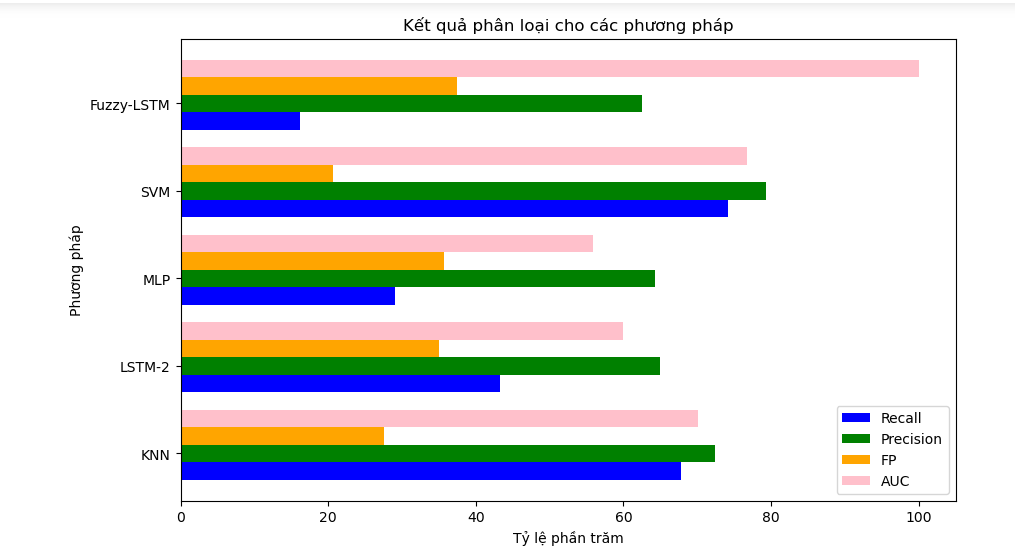 Kết quả phân loại cho các phương pháp
Phương pháp
Fuzzy-LSTM
SVM
MLP
LSTM-2
KNN
0 20 40 60 80 100
Tỷ lệ phần trăm
Recall
Precision
FP
AUC